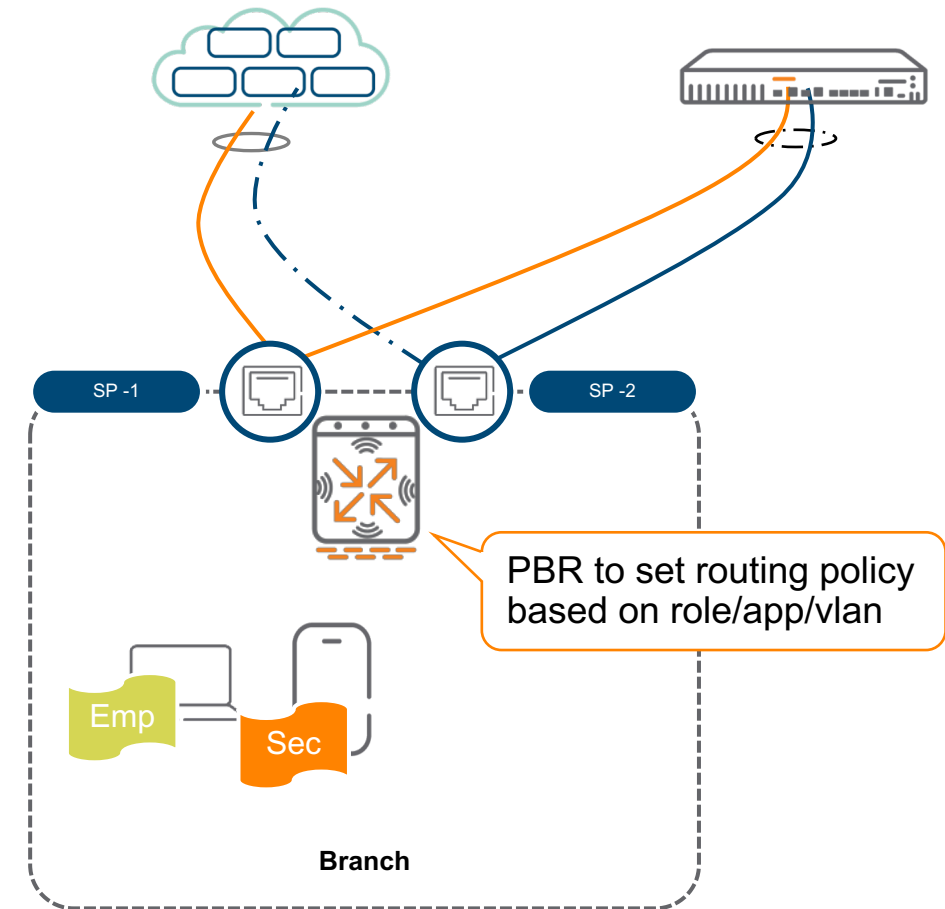 SP -1
SP -2
PBR to set routing policy
based on role/app/vlan
Emp
Sec
Branch